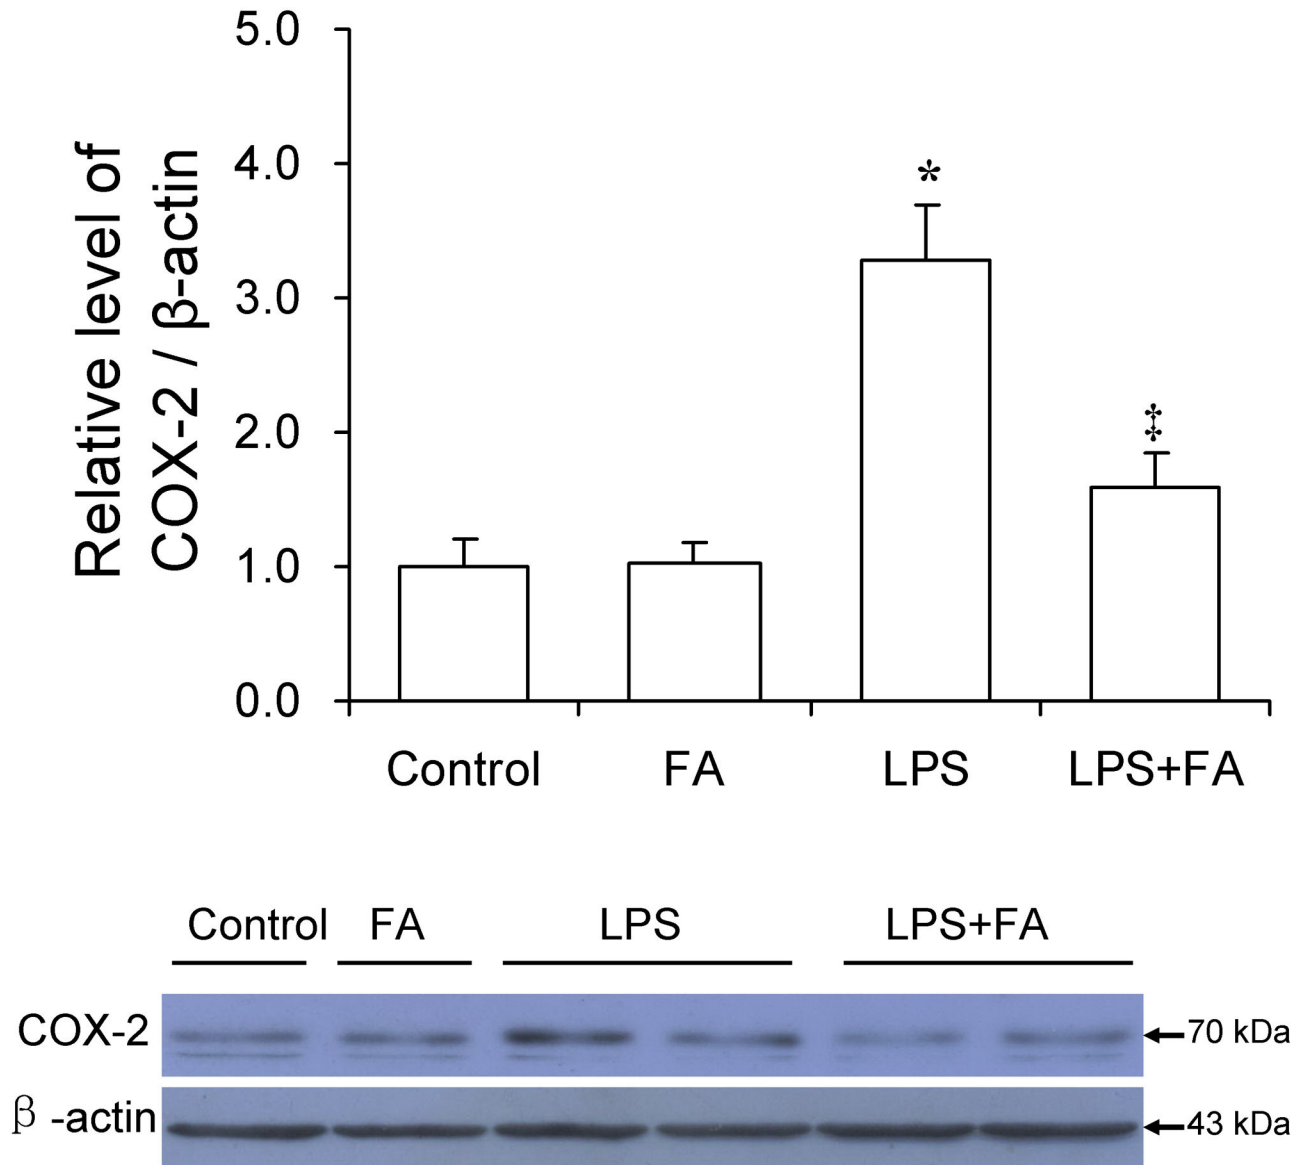 5.0
4.0
3.0
2.0
1.0
0.0
Relative level of
COX-2 / β-actin
*
‡
Control FA LPS LPS+FA
Control FA LPS LPS+FA
COX-2
70 kDa
β -actin
43 kDa